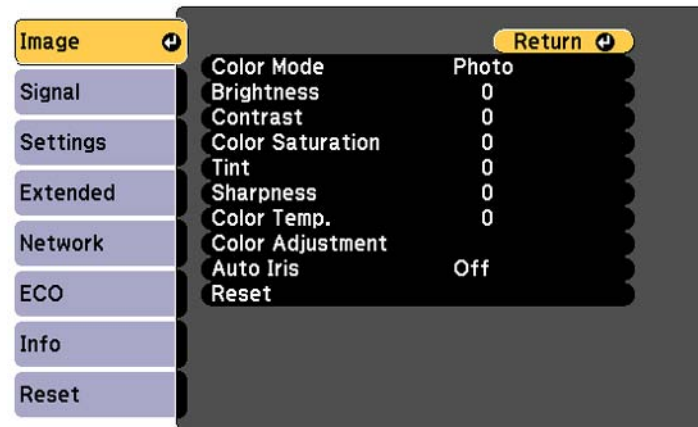 Image
Signal
Settings
Extended
Network
ECO
Info
Reset
Return
Color Mode Photo
Brightness 0
Contrast 0
Color Saturation 0
Tint 0
Sharpness 0
Color Temp. 0
Color Adjustment
Auto Iris Off
Reset